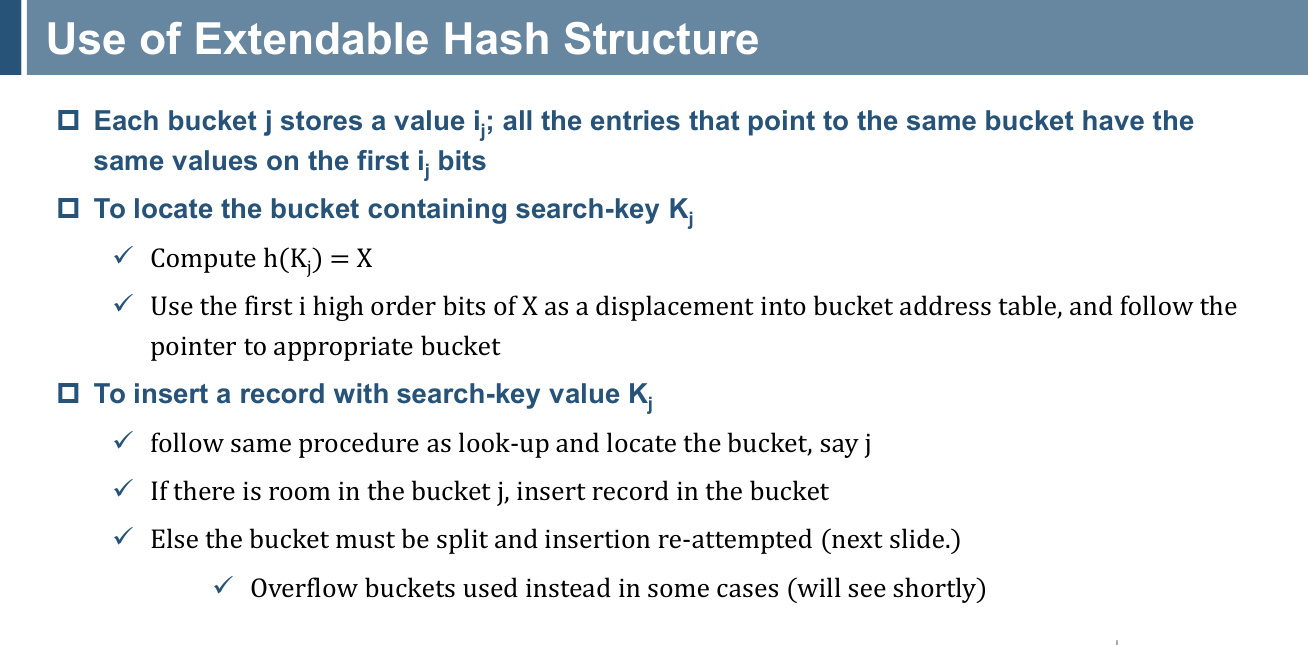 Use of Extendable Hash Structure
Each bucket j stores a value ij; all the entries that point to the same bucket have the
same values on the first ij bits
To locate the bucket containing search-key Kj
Compute h(Kj) = X
Use the first i high order bits of X as a displacement into bucket address table, and follow the
pointer to appropriate bucket
To insert a record with search-key value Kj
follow same procedure as look-up and locate the bucket, say j
If there is room in the bucket j, insert record in the bucket
Else the bucket must be split and insertion re-attempted (next slide.)
Overflow buckets used instead in some cases (will see shortly)